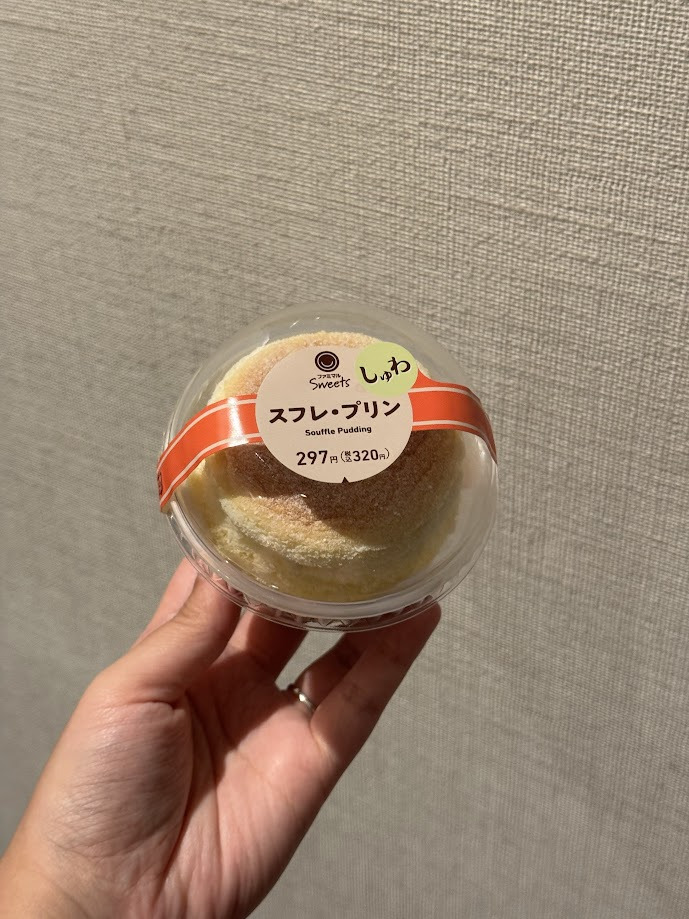 ファミマル
Sweets
しゅわ
スフレ・プリン
Souffle Pudding
297円(税込320円)